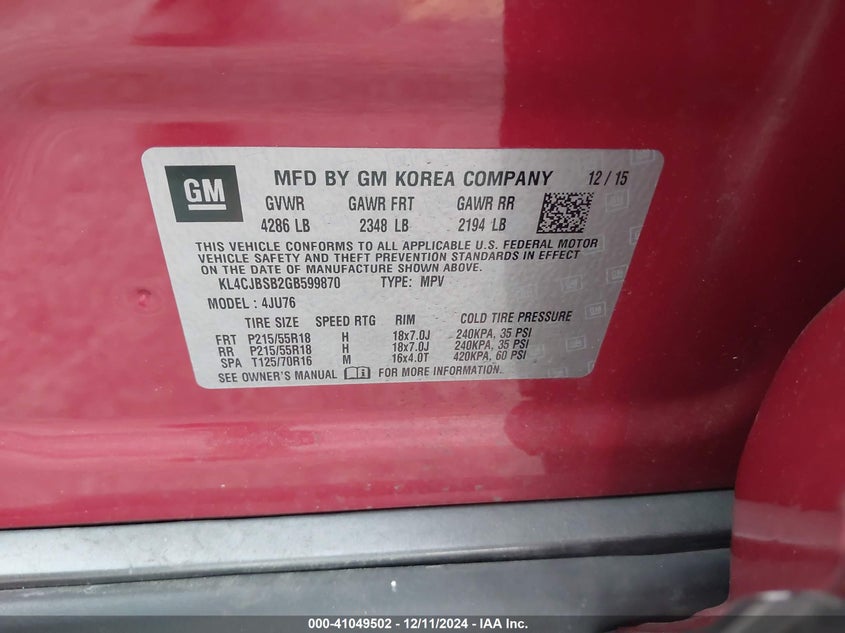 GM
MFD BY GM KOREA COMPANY 12/15
GVWR GAWR FRT GAWR RR
4286 LB 2348 LB 2194 LB
THIS VEHICLE CONFORMS TO ALL APPLICABLE U.S. FEDERAL MOTOR
VEHICLE SAFETY AND THEFT PREVENTION STANDARDS IN EFFECT
ON THE DATE OF MANUFACTURE SHOWN ABOVE.
KL4CJBSB2GB599870 TYPE: MPV
MODEL: 4JU76
TIRE SIZE SPEED RTG RIM COLD TIRE PRESSURE
FRT P215/55R18 H 18x7.0J 240KPA, 35 PSI
RR P215/55R18 H 18x7.0J 240KPA, 35 PSI
SPA T125/70R16 M 16x4.0T 420KPA, 60 PSI
SEE OWNER'S MANUAL FOR MORE INFORMATION.
000-41049502 - 12/11/2024 - IAA Inc.